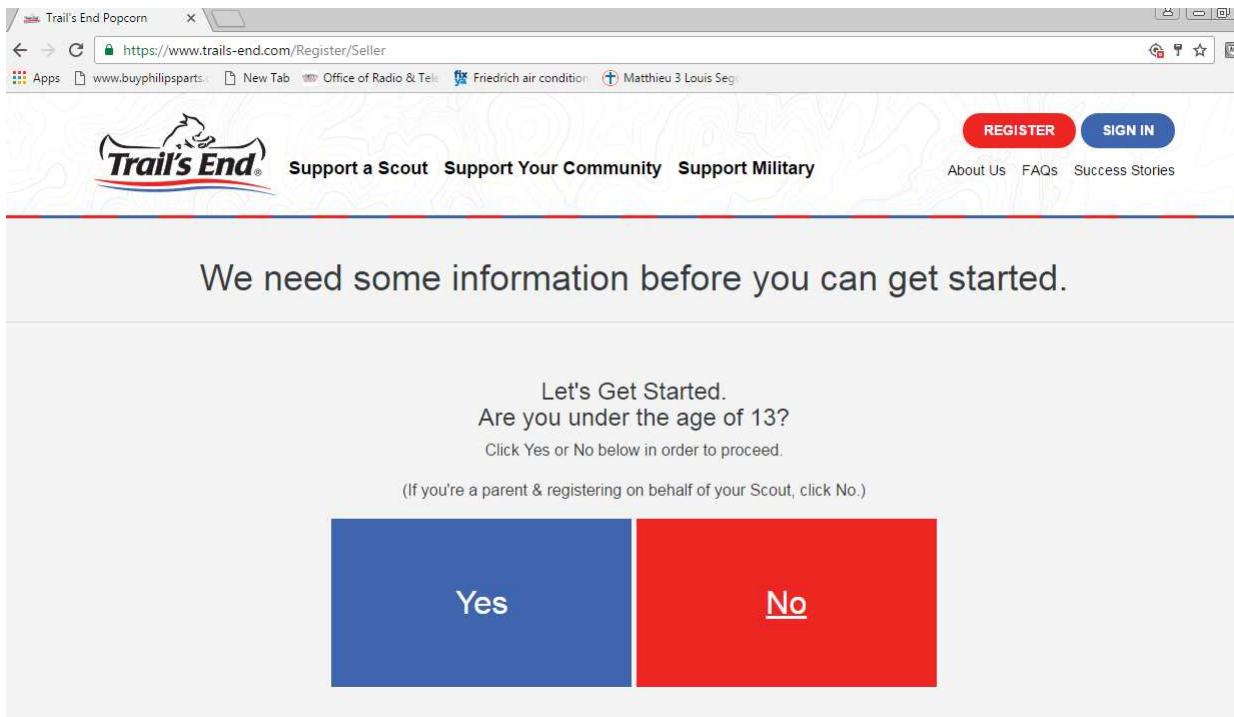 Trail's End Popcorn
https://www.trails-end.com/Register/Seller
Apps www.buyphilipsparts. New Tab Office of Radio & Tele Friedrich air condition Matthieu 3 Louis Seg
REGISTER SIGN IN
Trail's End® Support a Scout Support Your Community Support Military
About Us FAQs Success Stories
We need some information before you can get started.
Let's Get Started.
Are you under the age of 13?
Click Yes or No below in order to proceed.
(If you're a parent & registering on behalf of your Scout, click No.)
Yes No